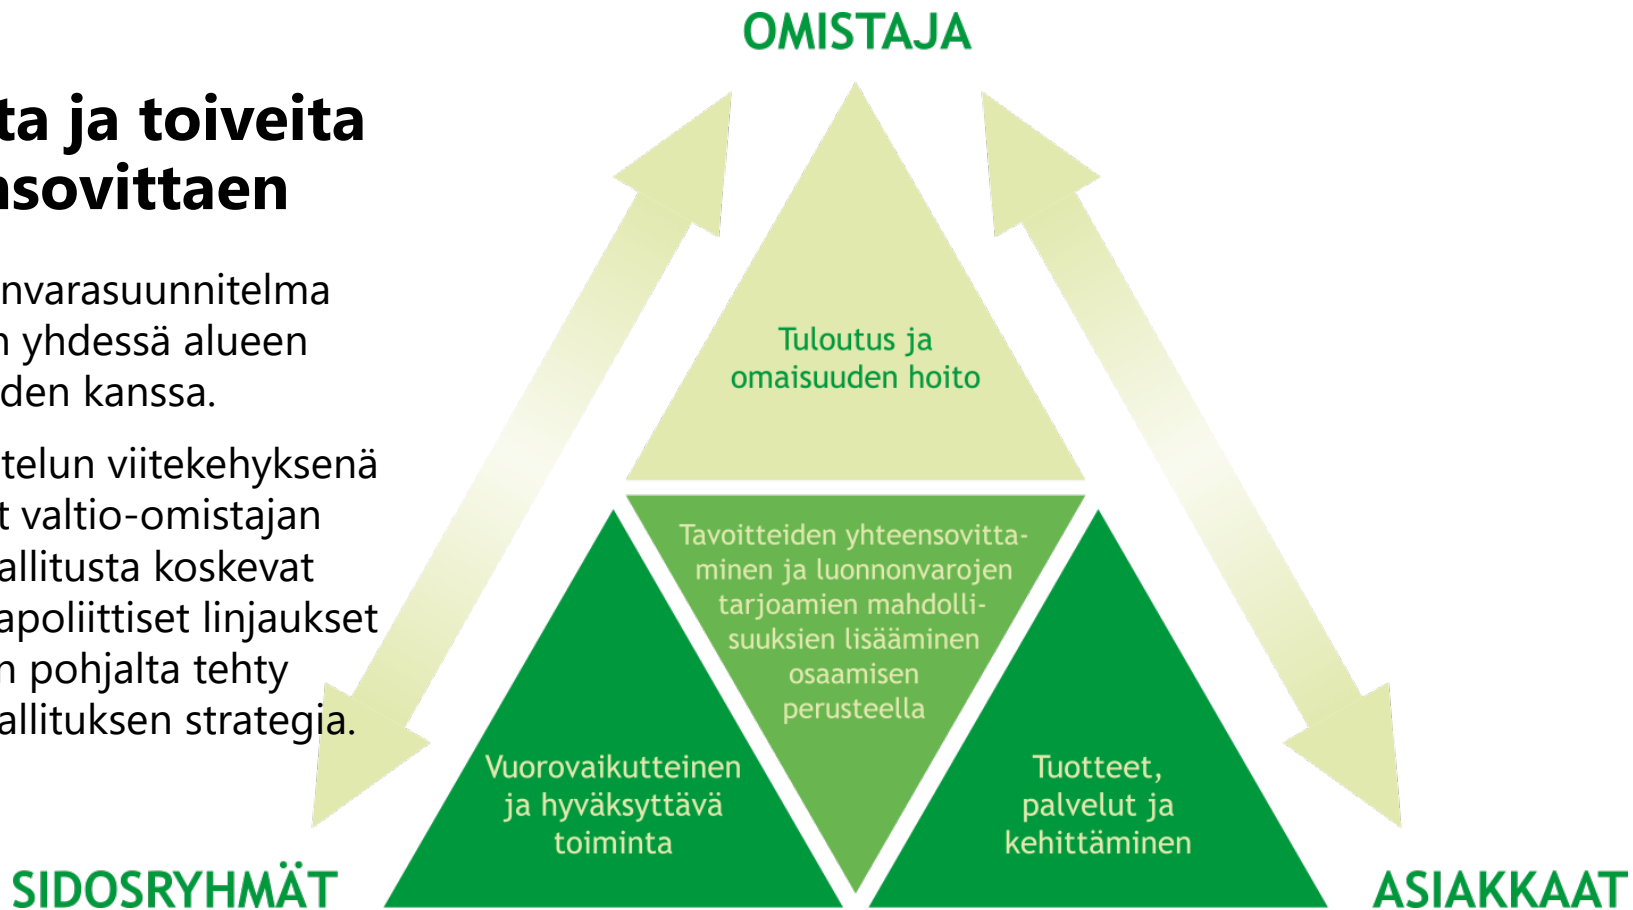 OMISTAJA
ta ja toiveita
nsovittaen
nvarasuunnitelma
n yhdessä alueen
den kanssa.
telun viitekehyksenä
t valtio-omistajan
allitusta koskevat
apoliittiset linjaukset
n pohjalta tehty
allituksen strategia.
Tuloutus ja
omaisuuden hoito
Tavoitteiden yhteensovitta-
minen ja luonnonvarojen
tarjoamien mahdolli-
suuksien lisääminen
osaamisen
perusteella
Vuorovaikutteinen
ja hyväksyttävä
toiminta
Tuotteet,
palvelut ja
kehittäminen
SIDOSRYHMÄT
ASIAKKAAT